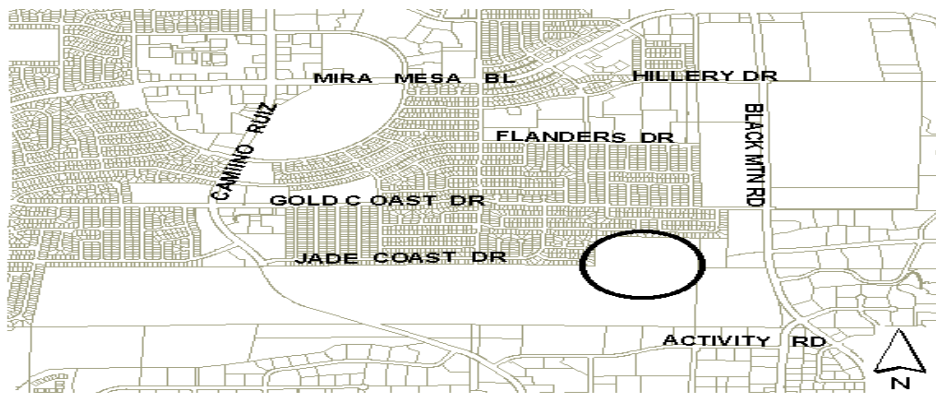 MIRA MESA BL
HILLERY DR
CAMIINO RUIZ
BLACK MTN RD
FLANDERS DR
GOLD C OAST DR
JADE COAST DR
ACTIVITY RD
N